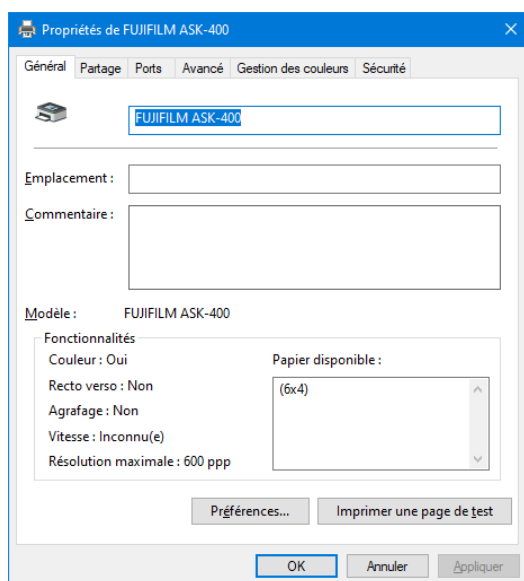 Propriétés de FUJIFILM ASK-400
Général Partage Ports Avancé Gestion des couleurs Sécurité
FUJIFILM ASK-400
Emplacement :
Commentaire :
Modèle : FUJIFILM ASK-400
Fonctionnalités
Couleur : Oui Papier disponible :
Recto verso : Non (6x4)
Agrafage : Non
Vitesse : Inconnu(e)
Résolution maximale : 600 ppp
Préférences... Imprimer une page de test
OK Annuler Appliquer